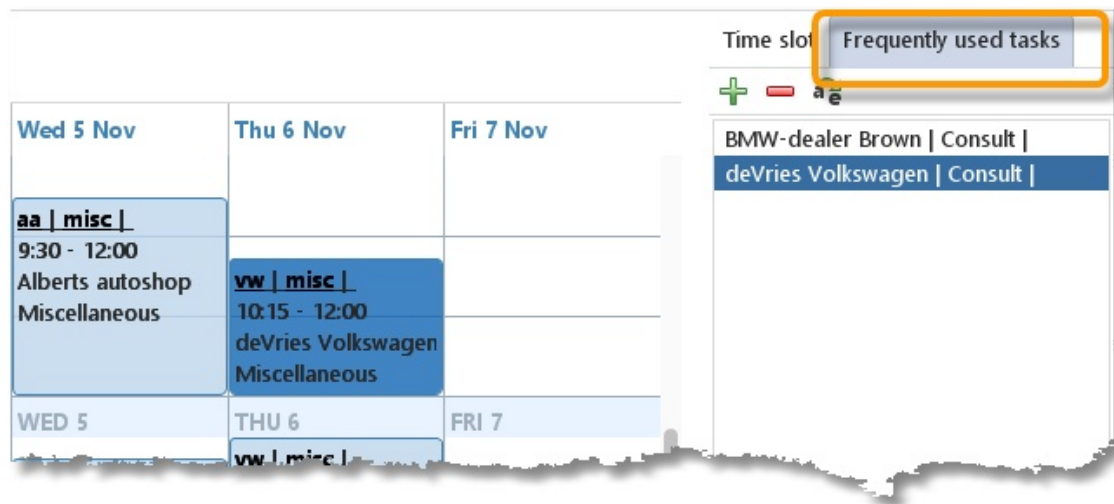 Time slot Frequently used tasks
Wed 5 Nov Thu 6 Nov Fri 7 Nov
BMW-dealer Brown | Consult |
deVries Volkswagen | Consult |
aa | misc |
9:30 - 12:00
Alberts autoshop
Miscellaneous
vw | misc |
10:15 - 12:00
deVries Volkswagen
Miscellaneous
WED 5 THU 6 FRI 7
vw | misc |